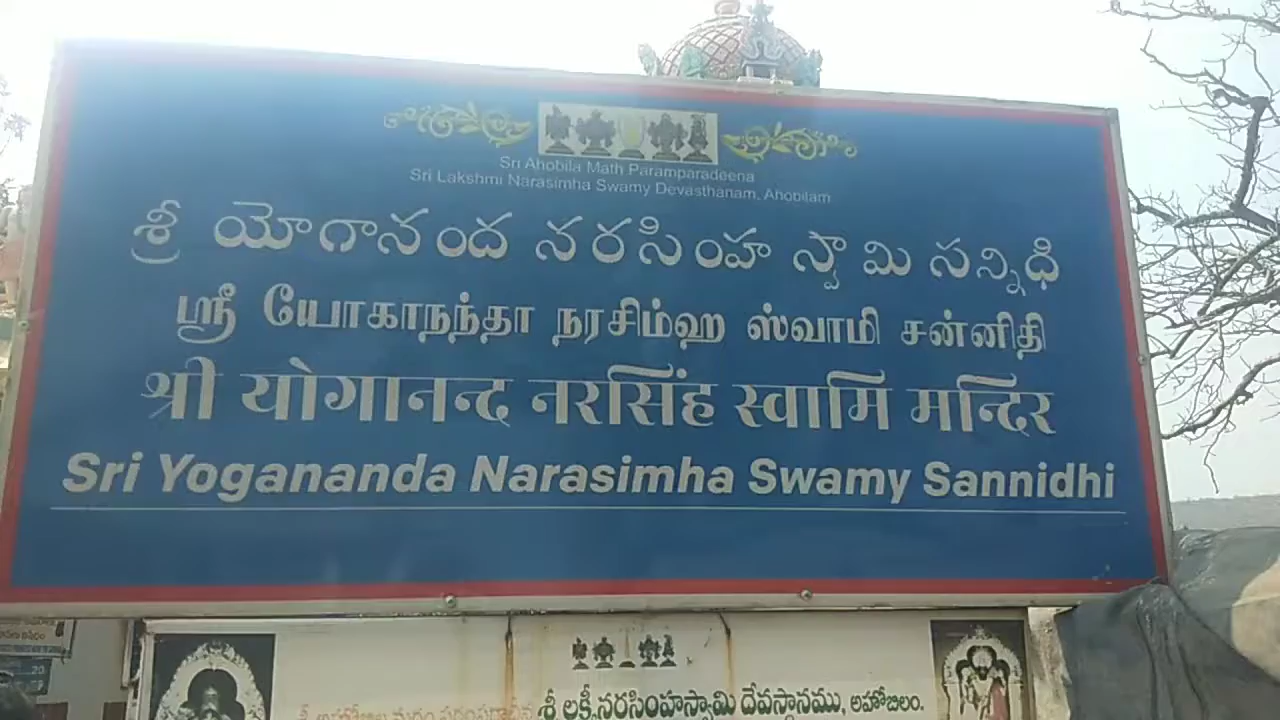 Sri Ahobila Math Paramparadeena
Sri Lakshmi Narasimha Swamy Devasthanam, Ahobilam
శ్రీ యోగానంద నరసింహ స్వామి సన్నిధి
ஸ்ரீ யோகாநந்தா நரசிம்ஹ ஸ்வாமி சன்னிதி
श्री योगानन्द नरसिंह स्वामि मन्दिर
Sri Yogananda Narasimha Swamy Sannidhi
శ్రీ లక్ష్మీనరసింహస్వామి దేవస్థానము, అహోబిలం.